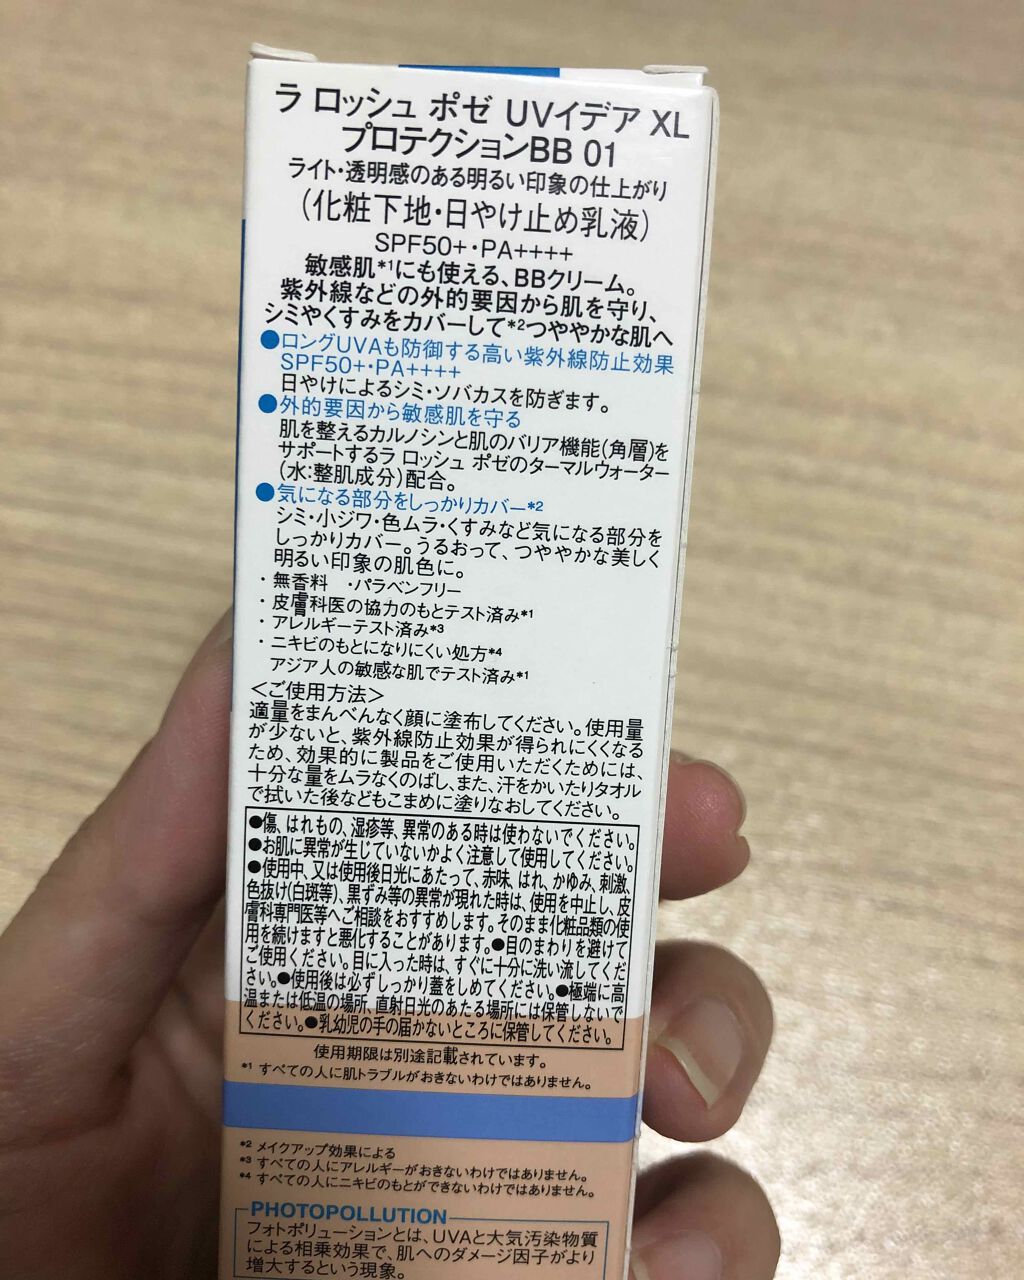 ラ ロッシュ ポゼ UVイデア XL
プロテクションBB 01
ライト・透明感のある明るい印象の仕上がり
（化粧下地・日やけ止め乳液）
SPF50+・PA++++
敏感肌*1にも使える、BBクリーム。
紫外線などの外的要因から肌を守り、
シミやくすみをカバーして*2つややかな肌へ
●ロングUVAも防御する高い紫外線防止効果
SPF50+・PA++++
日やけによるシミ・ソバカスを防ぎます。
●外的要因から敏感肌を守る
肌を整えるカルノシンと肌のバリア機能(角層)を
サポートするラ ロッシュ ポゼのターマルウォーター
(水:整肌成分)配合。
●気になる部分をしっかりカバー*2
シミ・小ジワ・色ムラ・くすみなど気になる部分を
しっかりカバー。うるおって、つややかな美しく
明るい印象の肌色に。
・無香料 ・パラベンフリー
・皮膚科医の協力のもとテスト済み*1
・アレルギーテスト済み*3
・ニキビのもとになりにくい処方*4
アジア人の敏感な肌でテスト済み*1
＜ご使用方法＞
適量をまんべんなく顔に塗布してください。使用量
が少ないと、紫外線防止効果が得られにくくなる
ため、効果的に製品をご使用いただくためには、
十分な量をムラなくのばし、また、汗をかいたりタオル
で拭いた後などもこまめに塗りなおしてください。
●傷、はれもの、湿疹等、異常のある時は使わないでください。
●お肌に異常が生じていないかよく注意して使用してください。
●使用中、又は使用後日光にあたって、赤味、はれ、かゆみ、刺激、
色抜け(白斑等)、黒ずみ等の異常が現れた時は、使用を中止し、皮
膚科専門医等へご相談をおすすめします。そのまま化粧品類の使
用を続けますと悪化することがあります。●目のまわりを避けて
ご使用ください。目に入った時は、すぐに十分に洗い流してくだ
さい。●使用後は必ずしっかり蓋をしめてください。●極端に高
温または低温の場所、直射日光のあたる場所には保管しないで
ください。●乳幼児の手の届かないところに保管してください。
使用期限は別途記載されています。
*1 すべての人に肌トラブルがおきないわけではありません。
*2 メイクアップ効果による
*3 すべての人にアレルギーがおきないわけではありません。
*4 すべての人にニキビのもとができないわけではありません。
PHOTOPOLLUTION
フォトポリューションとは、UVAと大気汚染物質
による相乗効果で、肌へのダメージ因子がより
増大するという現象。